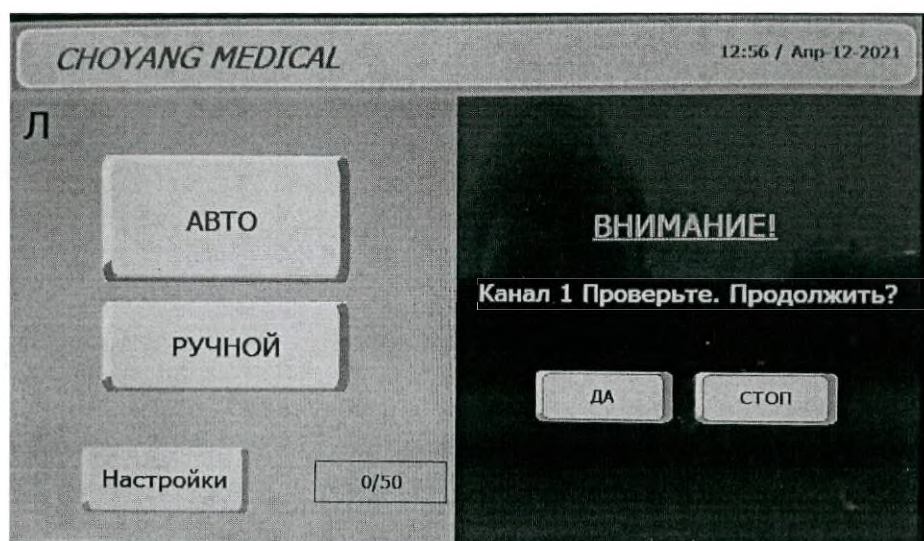 CHOYANG MEDICAL
12:56 / Апр-12-2021
Л
АВТО
РУЧНОЙ
Настройки
0/50
ВНИМАНИЕ!
Канал 1 Проверьте. Продолжить?
ДА
СТОП